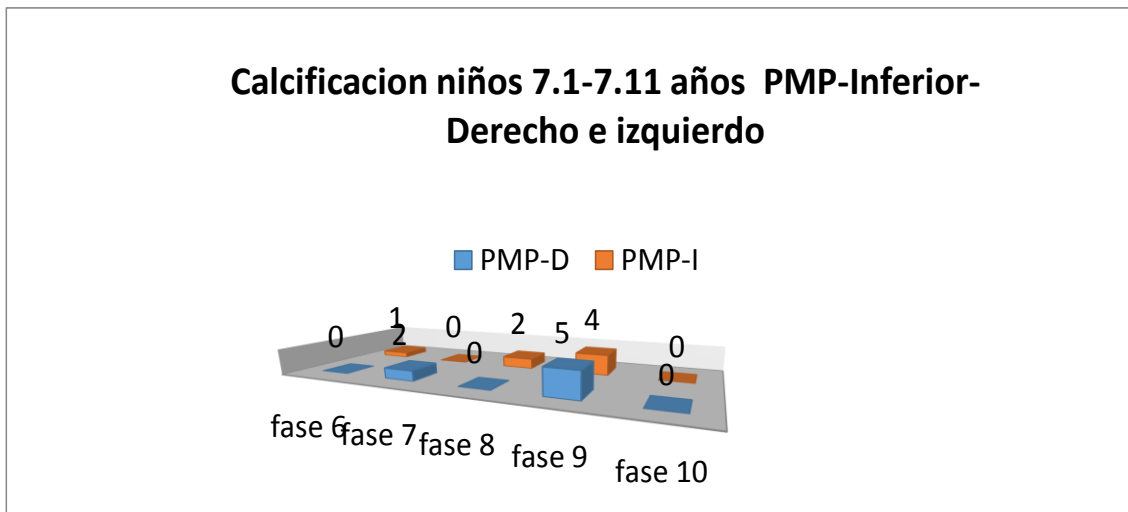 Calcificacion niños 7.1-7.11 años PMP-Inferior-
Derecho e izquierdo
PMP-D PMP-I
1 0 2 4 0
0 2 0 5 0
fase 6 fase 7 fase 8 fase 9 fase 10